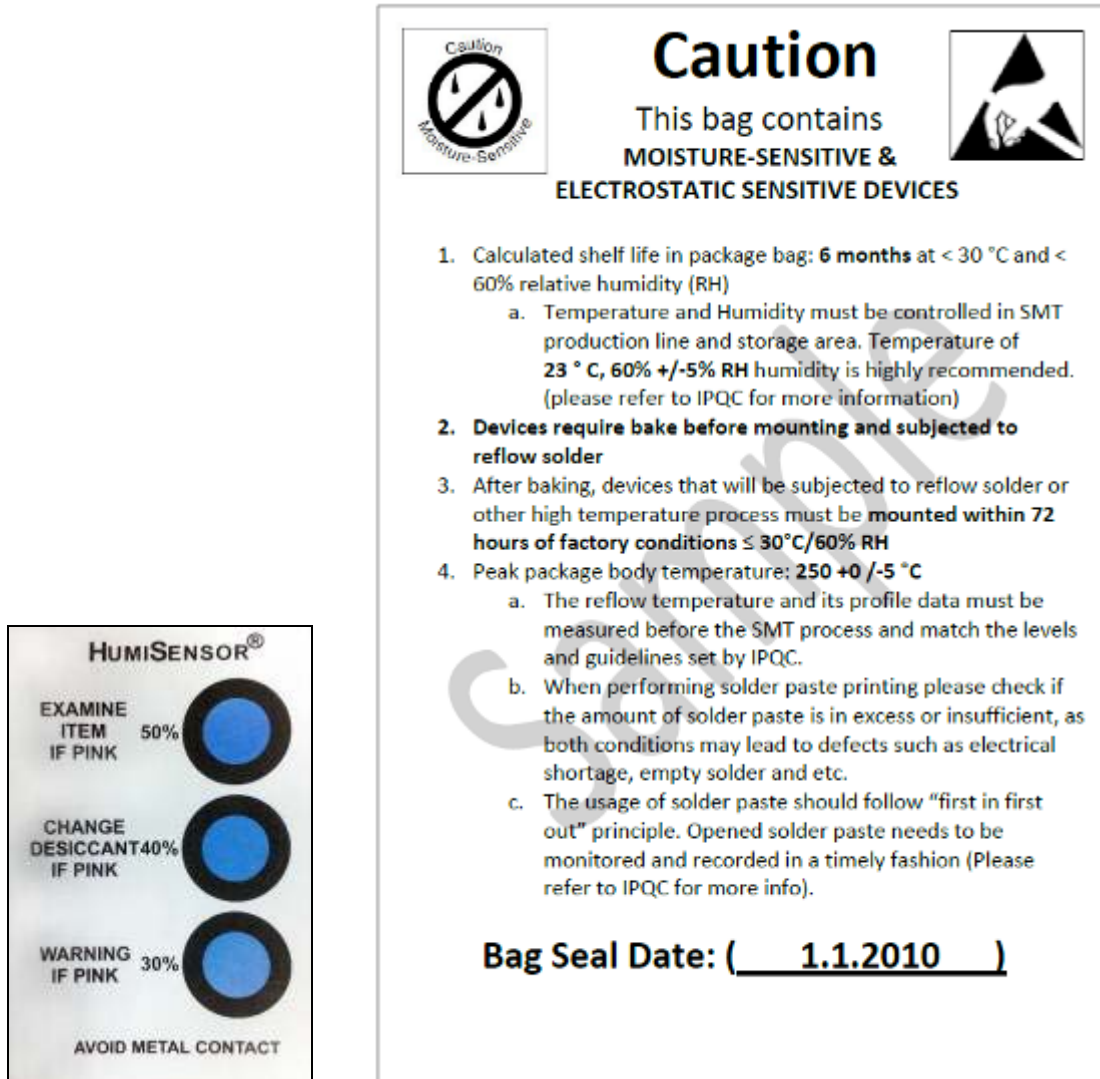 HUMISENSOR®
EXAMINE
ITEM 50%
IF PINK
CHANGE
DESICCANT40%
IF PINK
WARNING 30%
IF PINK
AVOID METAL CONTACT
Caution
Moisture-Sensitive
Caution
This bag contains
MOISTURE-SENSITIVE &
ELECTROSTATIC SENSITIVE DEVICES
1. Calculated shelf life in package bag: 6 months at < 30 °C and <
60% relative humidity (RH)
a. Temperature and Humidity must be controlled in SMT
production line and storage area. Temperature of
23 ° C, 60% +/-5% RH humidity is highly recommended.
(please refer to IPQC for more information)
2. Devices require bake before mounting and subjected to
reflow solder
3. After baking, devices that will be subjected to reflow solder or
other high temperature process must be mounted within 72
hours of factory conditions ≤ 30°C/60% RH
4. Peak package body temperature: 250 +0 /-5 °C
a. The reflow temperature and its profile data must be
measured before the SMT process and match the levels
and guidelines set by IPQC.
b. When performing solder paste printing please check if
the amount of solder paste is in excess or insufficient, as
both conditions may lead to defects such as electrical
shortage, empty solder and etc.
c. The usage of solder paste should follow “first in first
out” principle. Opened solder paste needs to be
monitored and recorded in a timely fashion (Please
refer to IPQC for more info).
Bag Seal Date: ( 1.1.2010 )
Sample